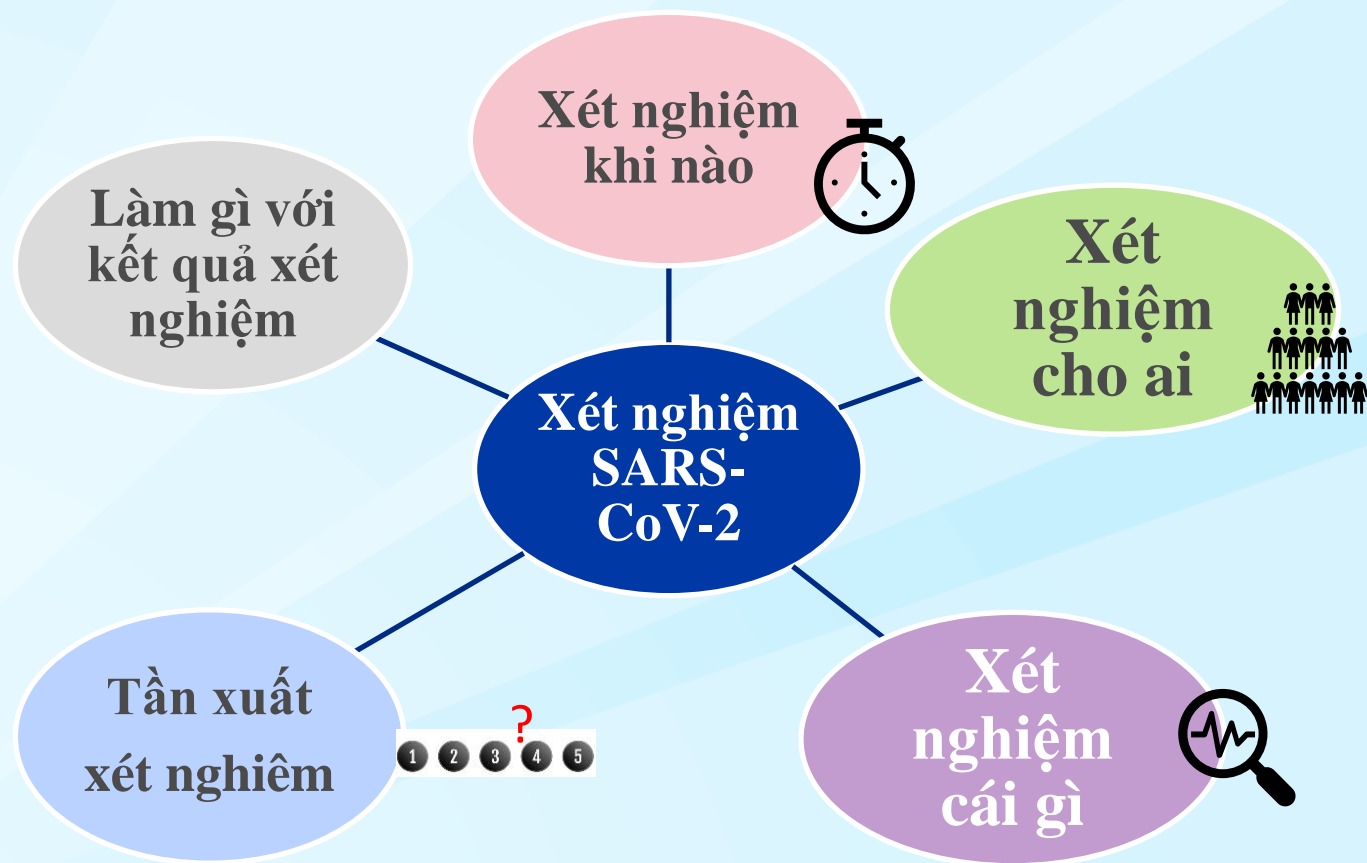 Xét nghiệm
khi nào
Làm gì với
kết quả xét
nghiệm
Xét
nghiệm
cho ai
Xét nghiệm
SARS-
CoV-2
Tần xuất
xét nghiêm
?
1 2 3 4 5
Xét
nghiệm
cái gì